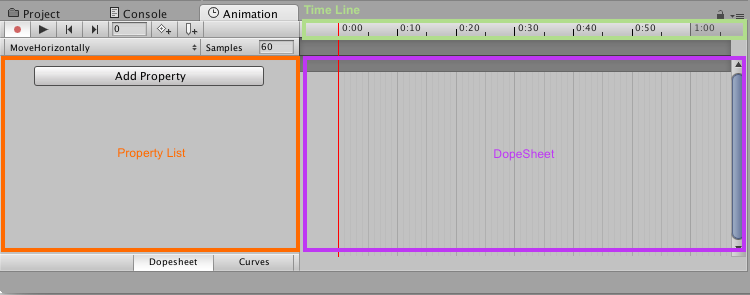 Project Console Animation Time Line
0 0:00 0:10 0:20 0:30 0:40 0:50 1:00
MoveHorizontally Samples 60
Add Property
Property List DopeSheet
Dopesheet Curves